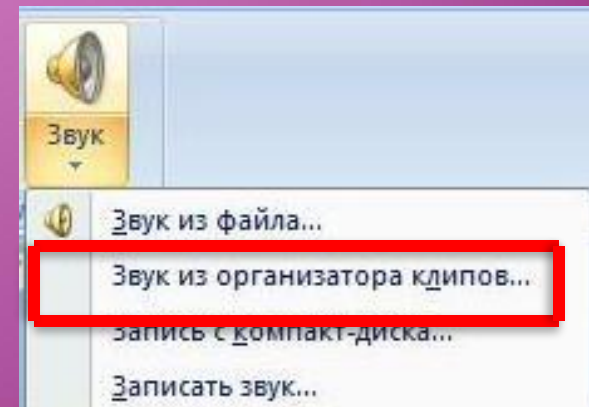 Звук
Звук из файла...
Звук из организатора клипов...
Запись с компакт-диска...
Записать звук...